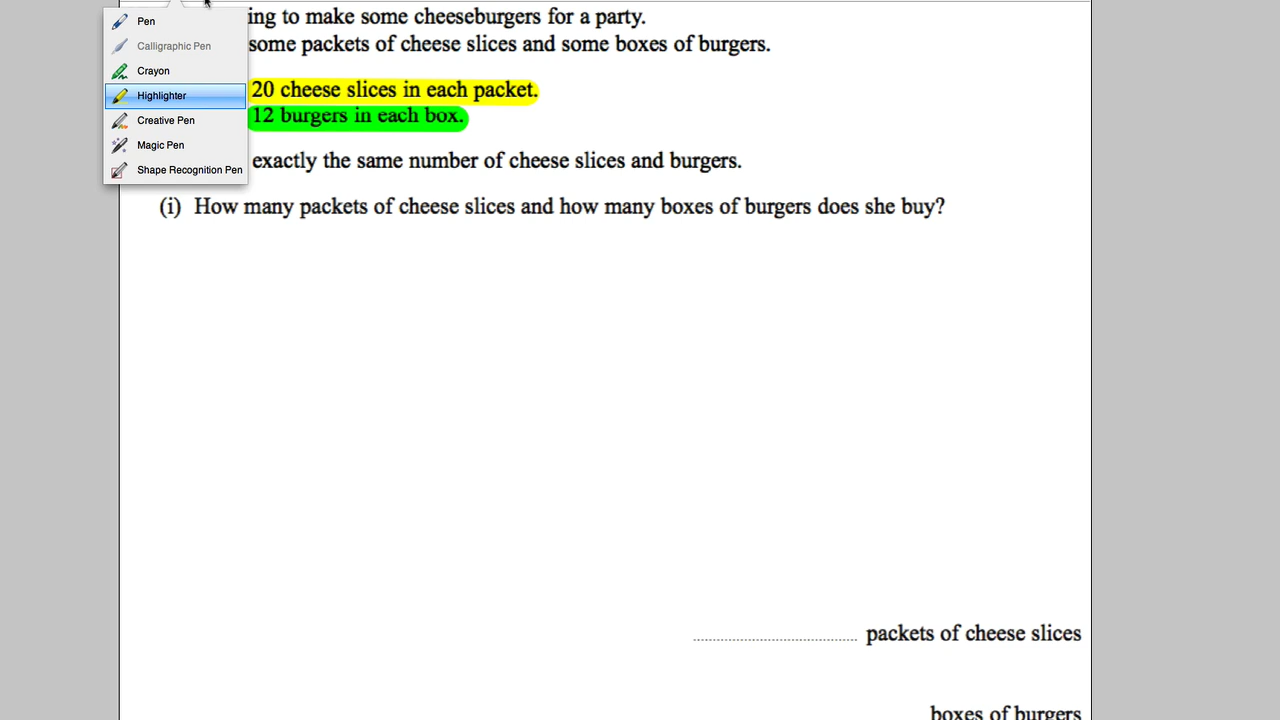 Pen
Calligraphic Pen
Crayon
Highlighter
Creative Pen
Magic Pen
Shape Recognition Pen
ing to make some cheeseburgers for a party.
some packets of cheese slices and some boxes of burgers.
20 cheese slices in each packet.
12 burgers in each box.
exactly the same number of cheese slices and burgers.
(i) How many packets of cheese slices and how many boxes of burgers does she buy?
packets of cheese slices
boxes of burgers